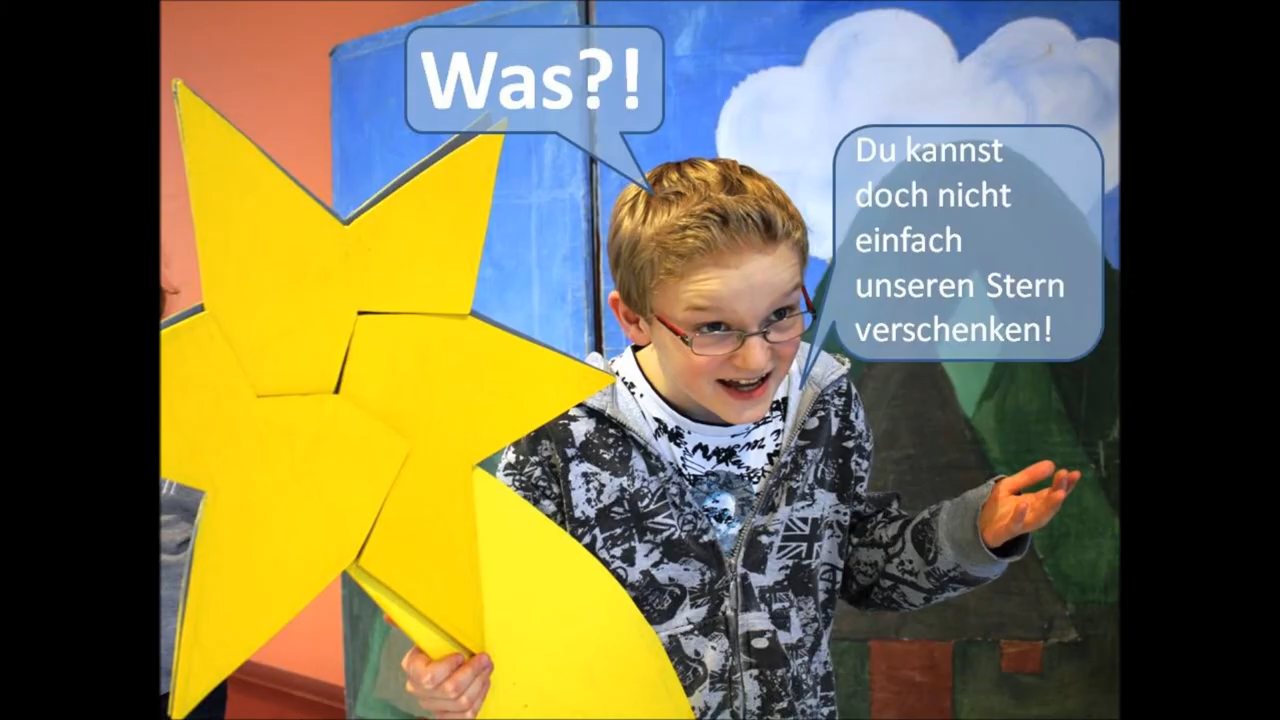 Was?!
Du kannst
doch nicht
einfach
unseren Stern
verschenken!